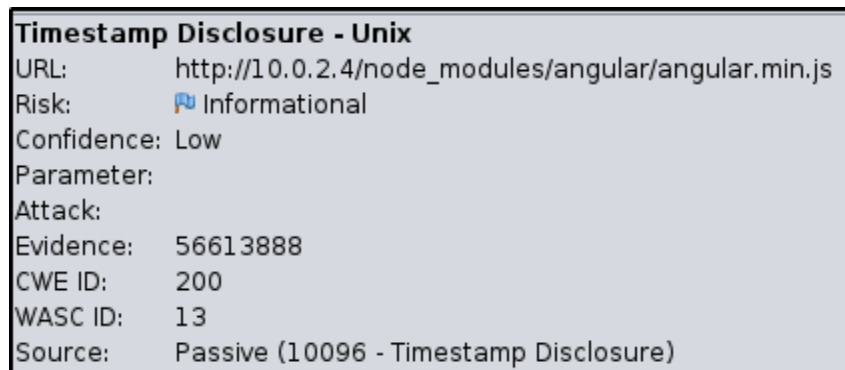 Timestamp Disclosure - Unix
URL: http://10.0.2.4/node_modules/angular/angular.min.js
Risk: Informational
Confidence: Low
Parameter:
Attack:
Evidence: 56613888
CWE ID: 200
WASC ID: 13
Source: Passive (10096 - Timestamp Disclosure)